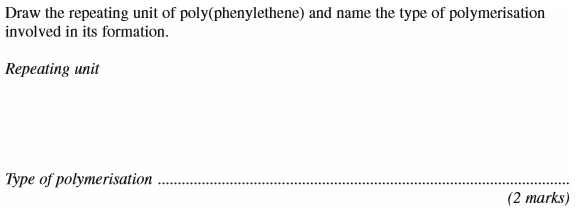 Draw the repeating unit of poly(phenylethene) and name the type of polymerisation
involved in its formation.
Repeating unit
Type of polymerisation ....................................................................................................
(2 marks)